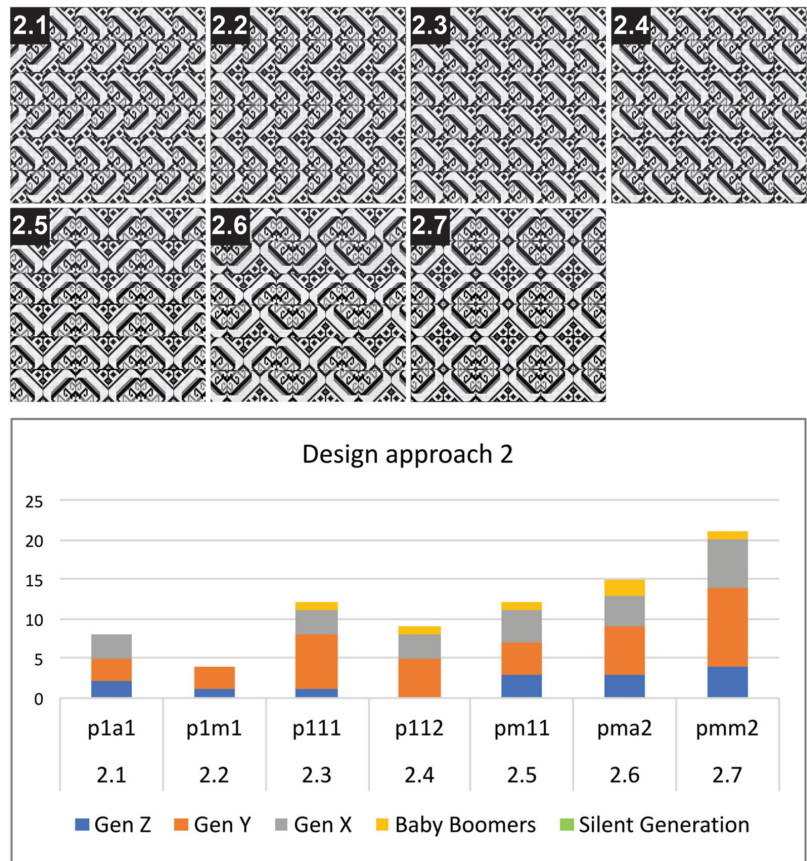 2.1 2.2 2.3 2.4
2.5 2.6 2.7
Design approach 2
25
20
15
10
5
0
p1a1 p1m1 p111 p112 pm11 pma2 pmm2
2.1 2.2 2.3 2.4 2.5 2.6 2.7
Gen Z Gen Y Gen X Baby Boomers Silent Generation